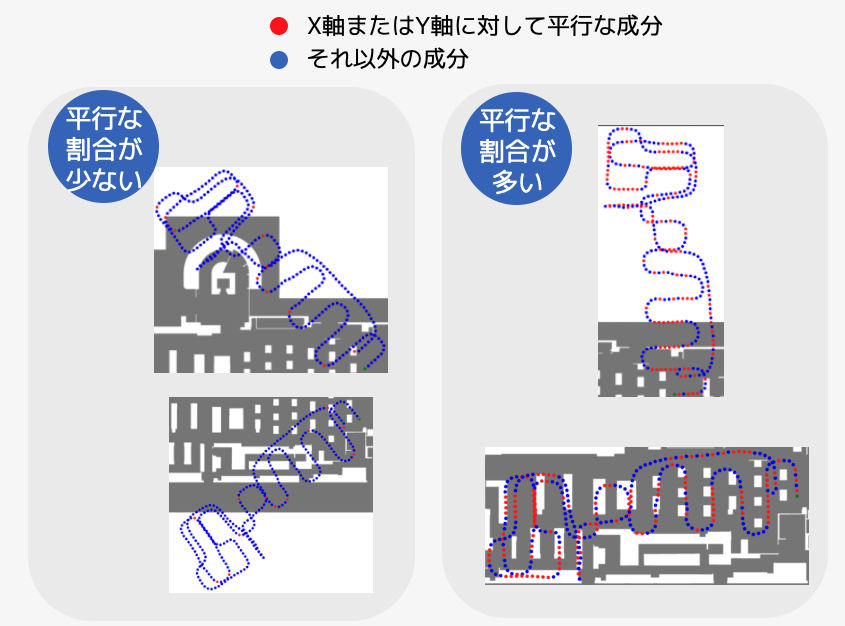 X軸またはY軸に対して平行な成分
それ以外の成分
平行な
割合が
少ない
平行な
割合が
多い